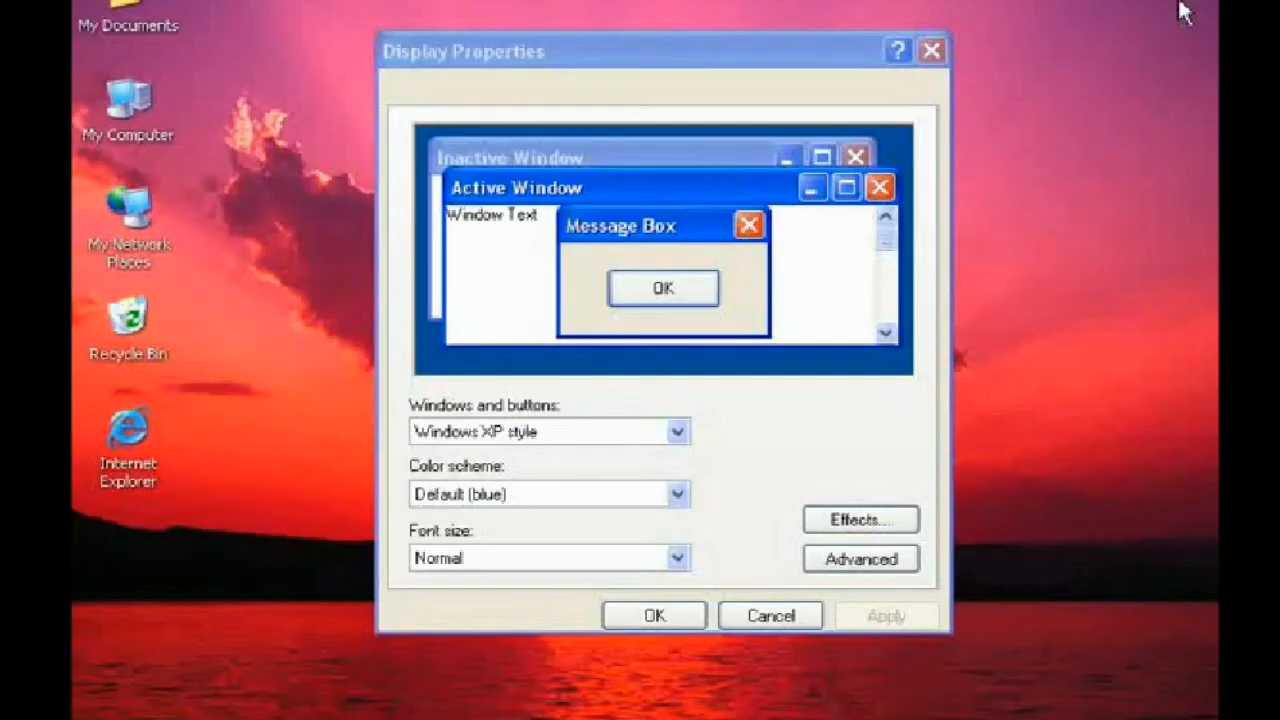 My Documents
My Computer
My Network
Places
Recycle Bin
Internet
Explorer
Display Properties
Inactive Window
Active Window
Window Text
Message Box
OK
Windows and buttons:
Windows XP style
Color scheme:
Default (blue)
Font size:
Normal
Effects...
Advanced
OK
Cancel
Apply